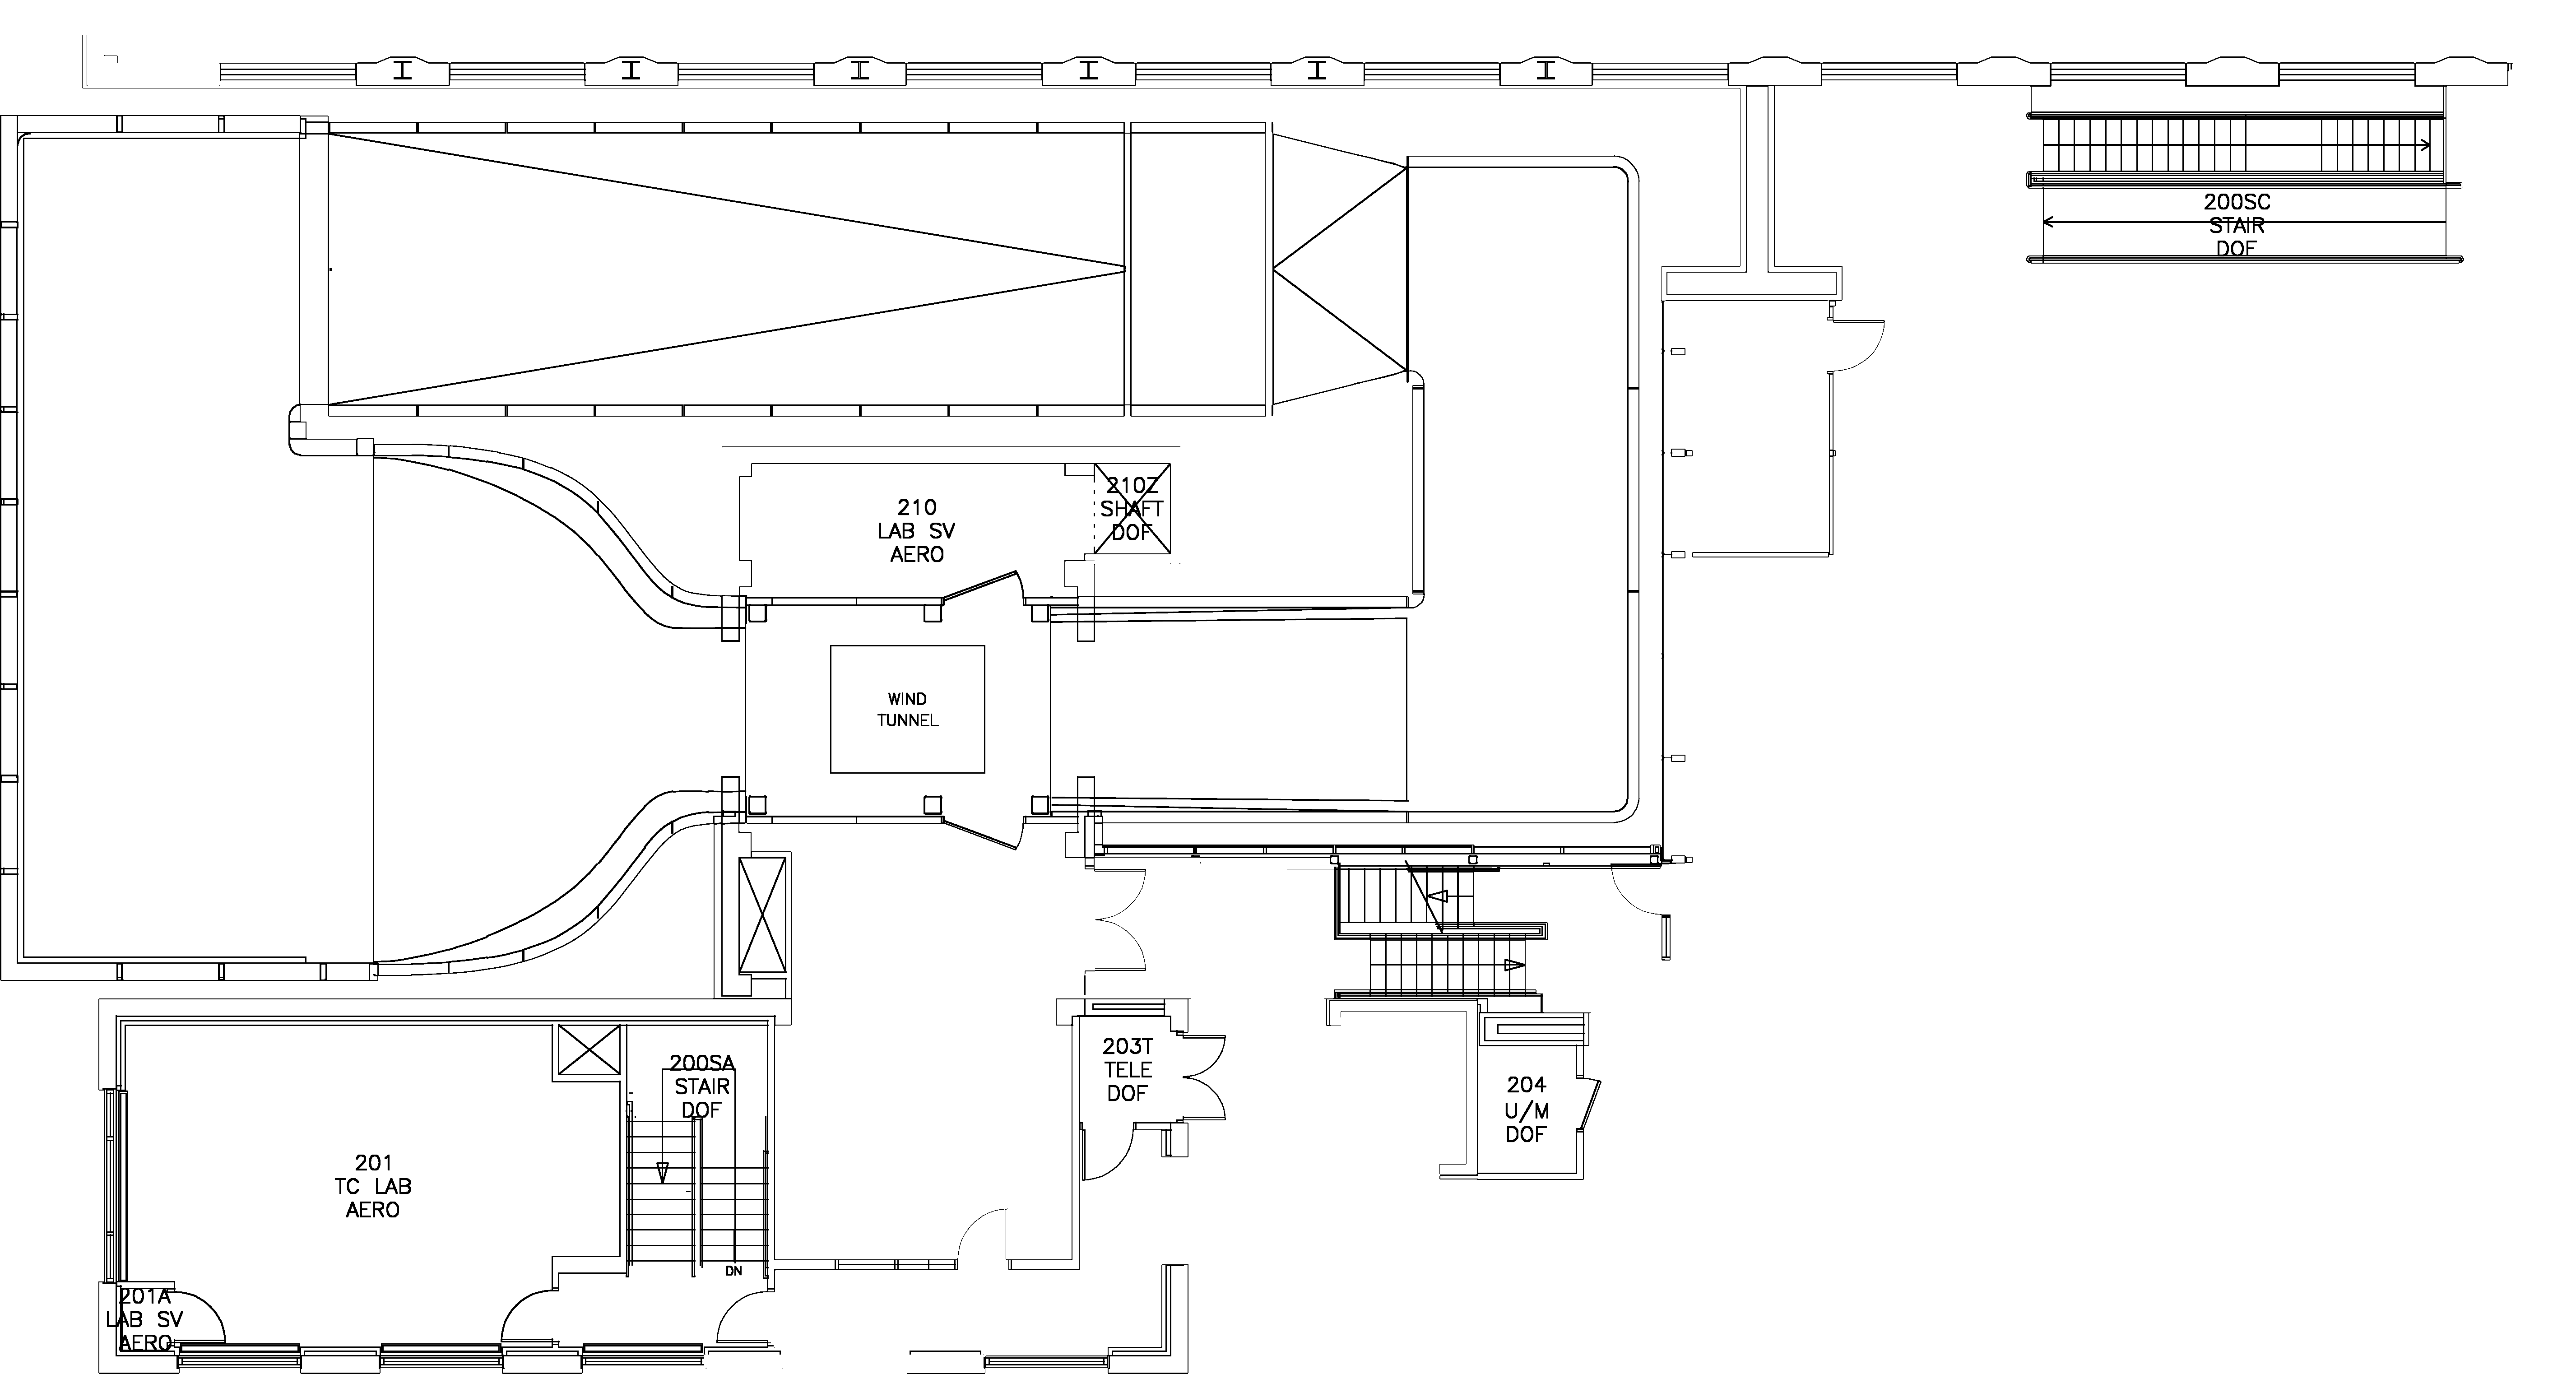 200SC
STAIR
DOF
210Z
SHAFT
DOF
210
LAB SV
AERO
WIND
TUNNEL
200SA
STAIR
DOF
203T
TELE
DOF
204
U/M
DOF
201
TC LAB
AERO
DN
201A
LAB SV
AERO